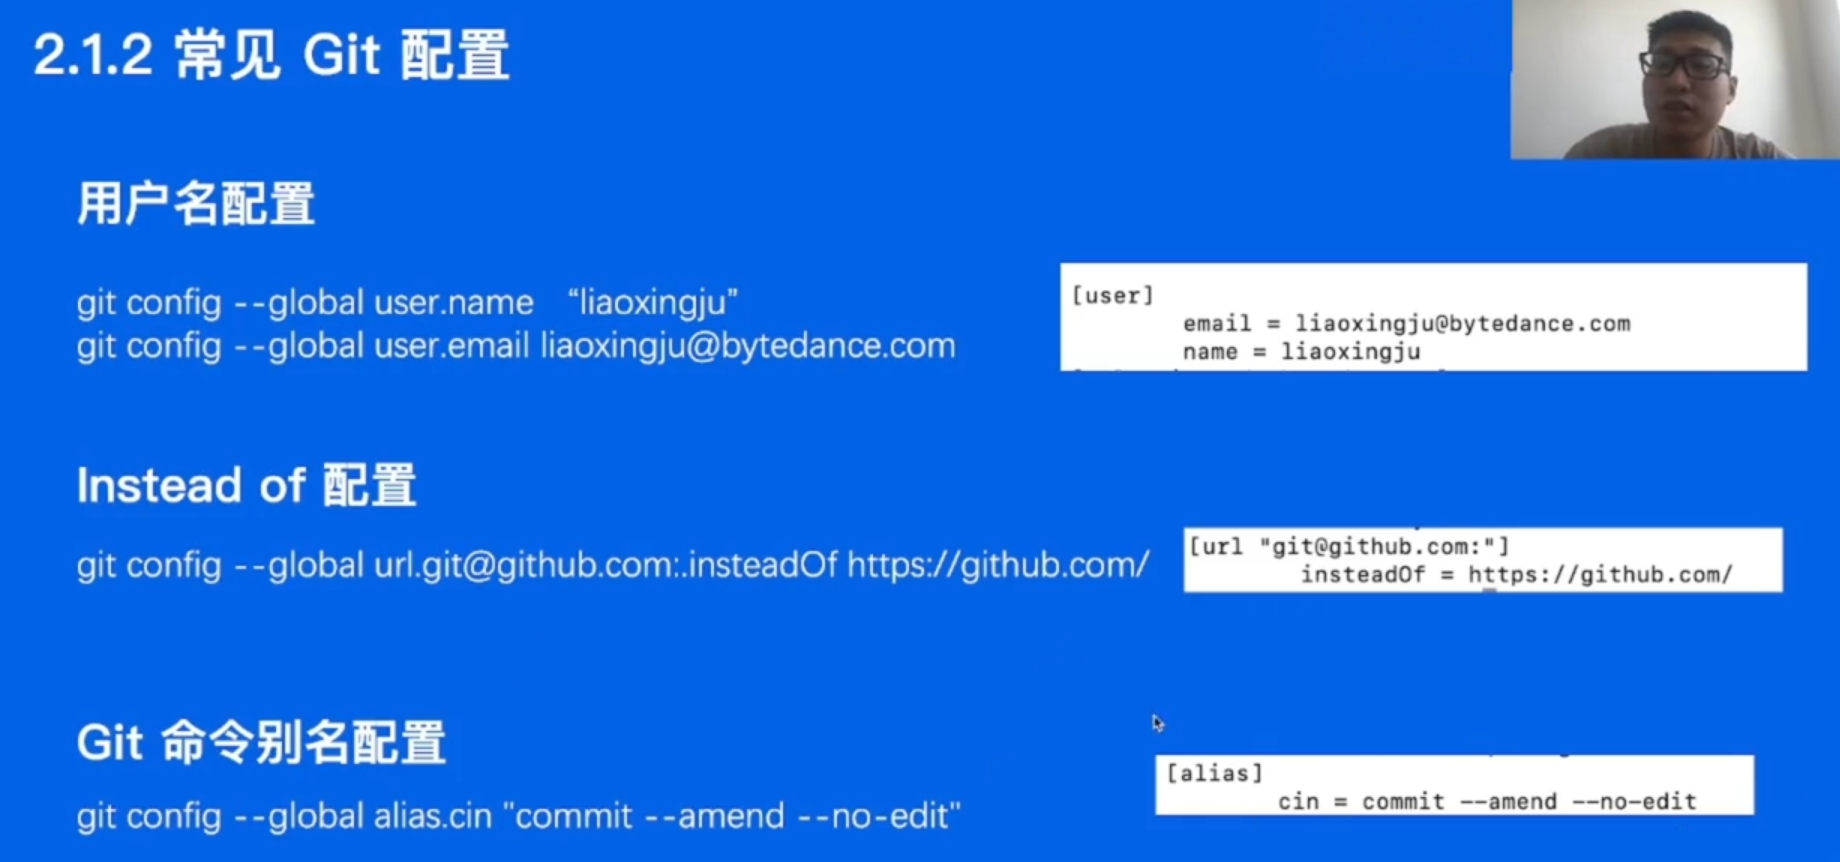 2.1.2 常见 Git 配置
用户名配置
git config --global user.name “liaoxingju”
git config --global user.email liaoxingju@bytedance.com
[user]
email = liaoxingju@bytedance.com
name = liaoxingju
Instead of 配置
git config --global url.git@github.com:.insteadOf https://github.com/
[url "git@github.com:"]
insteadOf = https://github.com/
Git 命令别名配置
git config --global alias.cin "commit --amend --no-edit"
[alias]
cin = commit --amend --no-edit